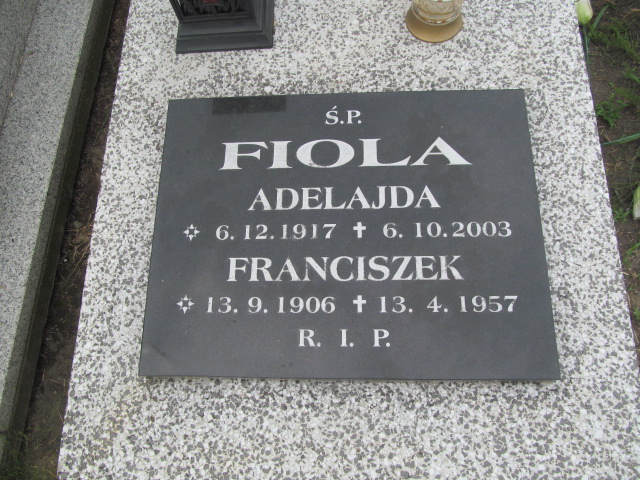 Ś.P.
FIOLA
ADELAJDA
6.12.1917 ✝ 6.10.2003
FRANCISZEK
13.9.1906 ✝ 13.4.1957
R. I. P.